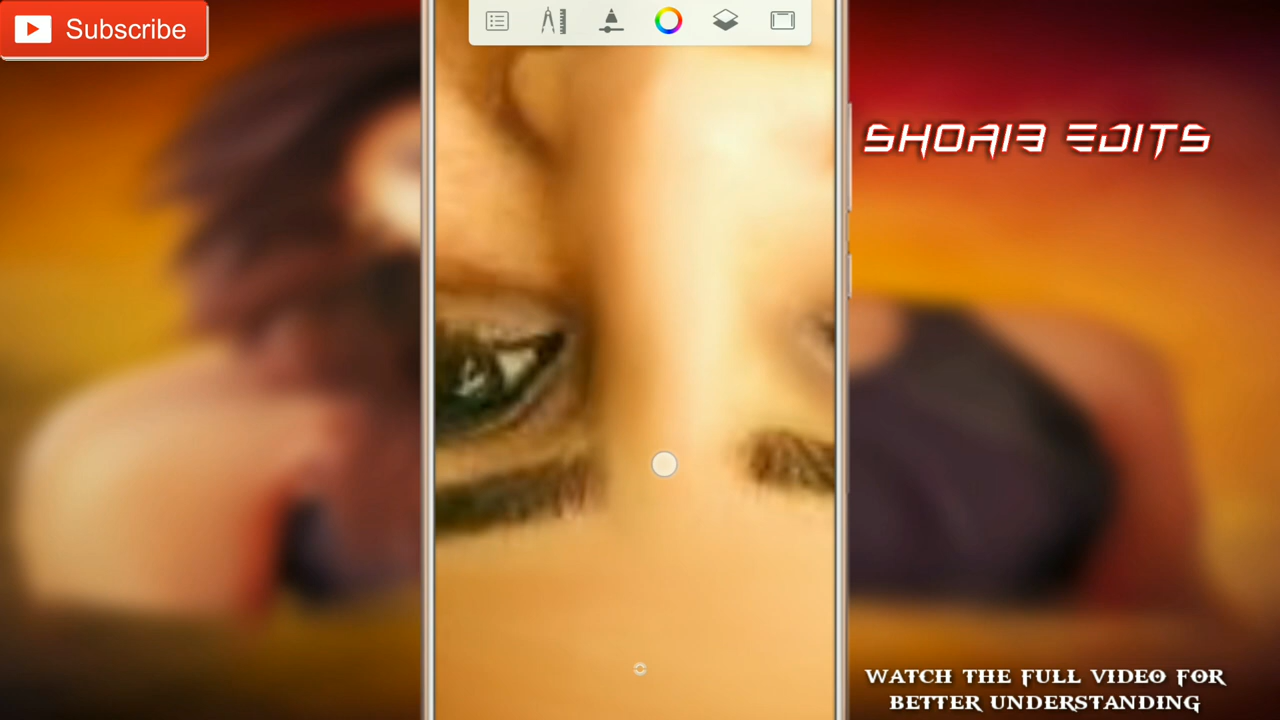 Subscribe
SHOAIB EDITS
WATCH THE FULL VIDEO FOR
BETTER UNDERSTANDING